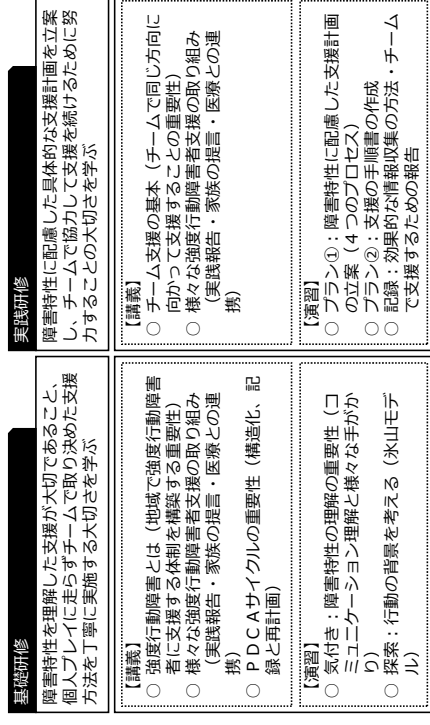 基礎研修
障害特性を理解した支援が大切であること、
個人プレイに走らずチームで取り決めた支援
方法を丁寧に実施する大切さを学ぶ
【講義】
○ 強度行動障害とは（地域で強度行動障害
者に支援する体制を構築する重要性）
○ 様々な強度行動障害者支援の取り組み
（実践報告・家族の提言・医療との連
携）
○ ＰＤＣＡサイクルの重要性（構造化、記
録と再計画）
【演習】
○ 気付き：障害特性の理解の重要性（コ
ミュニケーション理解と様々な手がか
り）
○ 探索：行動の背景を考える（氷山モデ
ル）
実践研修
障害特性に配慮した具体的な支援計画を立案
し、チームで協力して支援を続けるために努
力することの大切さを学ぶ
【講義】
○ チーム支援の基本（チームで同じ方向に
向かって支援することの重要性）
○ 様々な強度行動障害者支援の取り組み
（実践報告・家族の提言・医療との連
携）
【演習】
○ プラン①：障害特性に配慮した支援計画
の立案（４つのプロセス）
○ プラン②：支援の手順書の作成
○ 記録：効果的な情報収集の方法・チーム
で支援するための報告